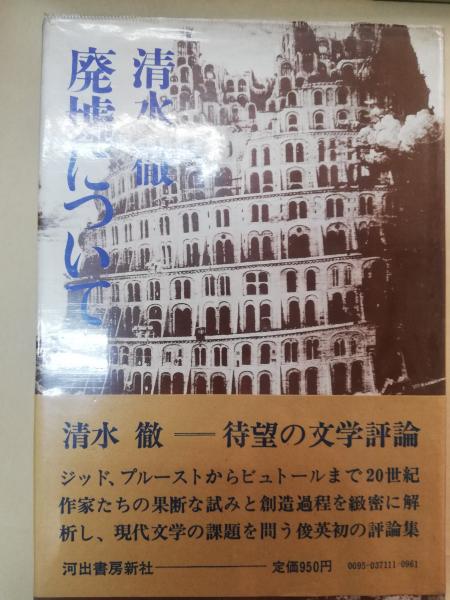 清水徹
廃墟について
清水 徹──待望の文学評論
ジッド、プルーストからビュトールまで20世紀
作家たちの果断な試みと創造過程を緻密に解
析し、現代文学の課題を問う俊英初の評論集
河出書房新社────定価950円 0095-037111-0961